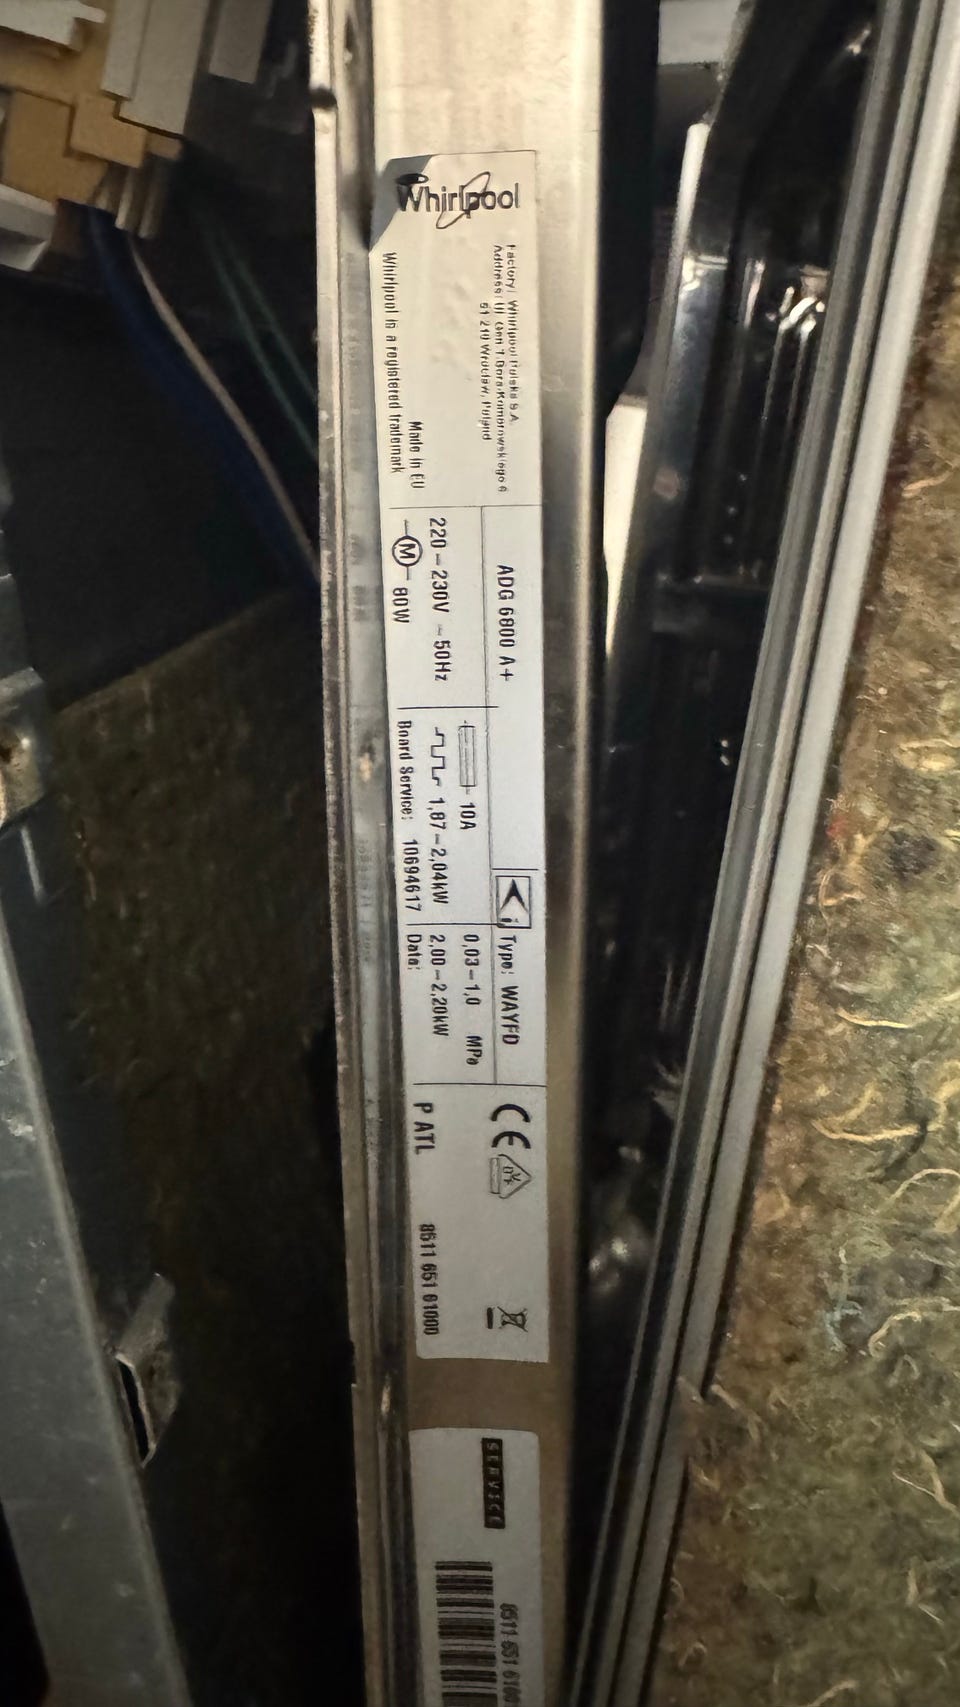 Whirlpool
Factory: Whirlpool Polska S.A.
Address: Ul. Gen. T. Bora-Komorowskiego 6
51-210 Wrocław, Poland
Made in EU
Whirlpool is a registered trademark
ADG 6800 A+
220-230V ~50Hz
M 80W
10A
1,87-2,04kW
Board Service: 10694617
Type: WAYFD
0,03-1,0 MPa
2,00-2,20kW
Date:
CE
P ATL
8511 651 61000
SERVICE